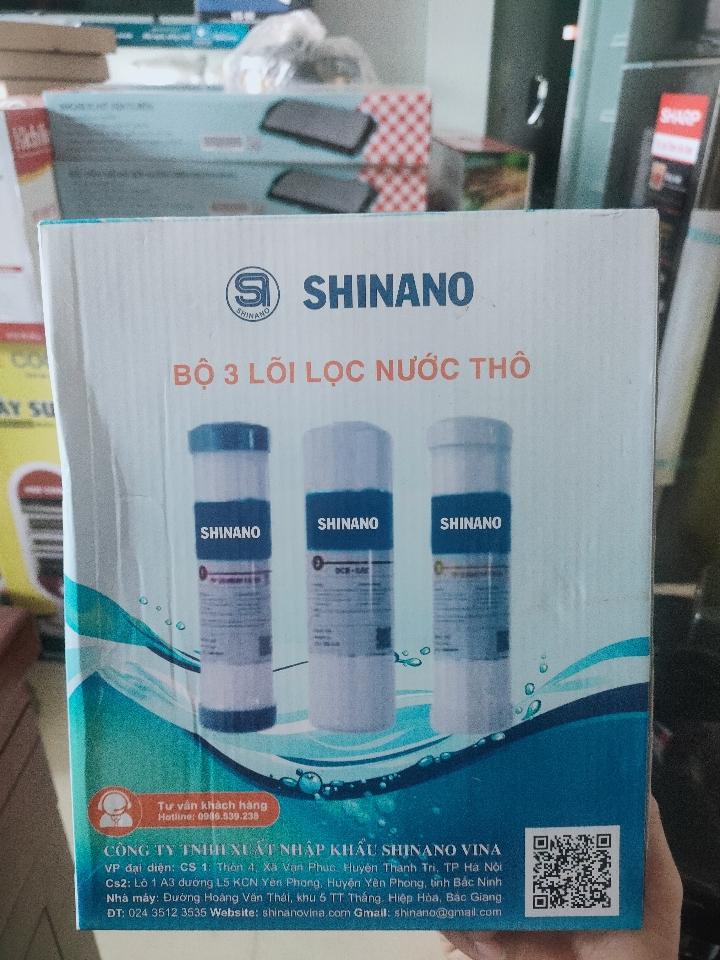 SHARP
SHINANO
SHINANO
BỘ 3 LÕI LỌC NƯỚC THÔ
SHINANO
SHINANO
SHINANO
Tư vấn khách hàng
Hotline: 0986.539.238
CÔNG TY TNHH XUẤT NHẬP KHẨU SHINANO VINA
VP đại diện: CS 1: Thôn 4, Xã Vạn Phúc, Huyện Thanh Trì, TP Hà Nội
Cs2: Lô 1 A3 đường L5 KCN Yên Phong, Huyện Yên Phong, tỉnh Bắc Ninh
Nhà máy: Đường Hoàng Văn Thái, khu 5 TT Thắng, Hiệp Hòa, Bắc Giang
ĐT: 024 3512 3535 Website: shinanovina.com Gmail: shinano@gmail.com